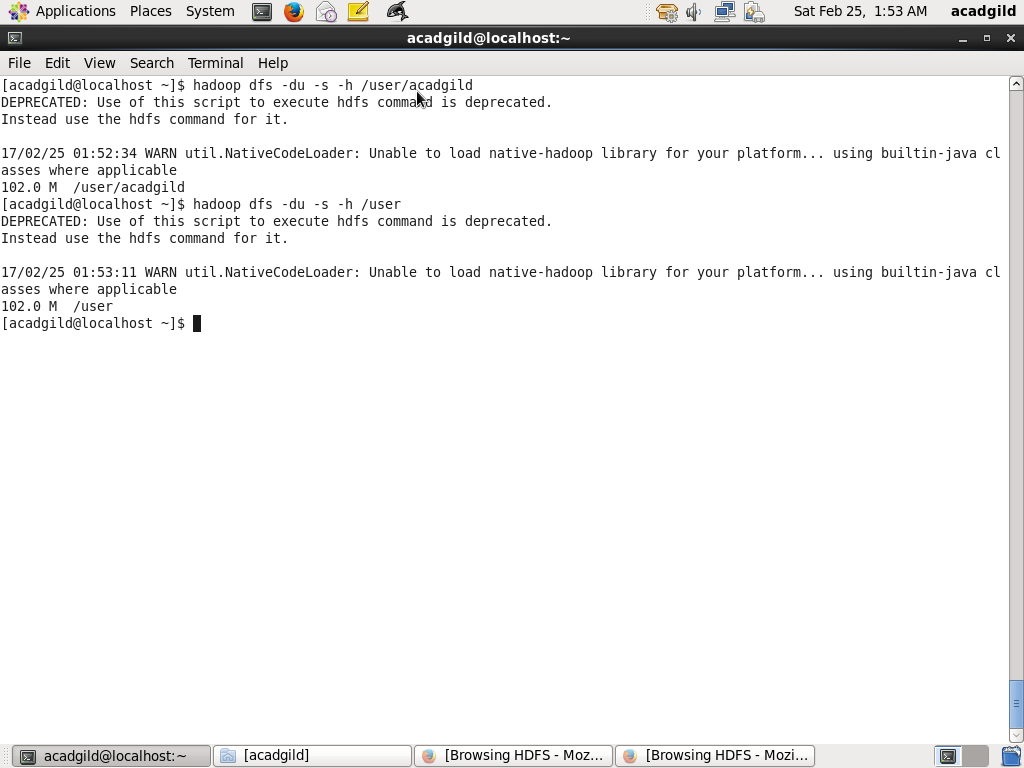 Applications Places System Sat Feb 25, 1:53 AM acadgild
acadgild@localhost:~
File Edit View Search Terminal Help
[acadgild@localhost ~]$ hadoop dfs -du -s -h /user/acadgild
DEPRECATED: Use of this script to execute hdfs command is deprecated.
Instead use the hdfs command for it.
17/02/25 01:52:34 WARN util.NativeCodeLoader: Unable to load native-hadoop library for your platform... using builtin-java cl
asses where applicable
102.0 M  /user/acadgild
[acadgild@localhost ~]$ hadoop dfs -du -s -h /user
DEPRECATED: Use of this script to execute hdfs command is deprecated.
Instead use the hdfs command for it.
17/02/25 01:53:11 WARN util.NativeCodeLoader: Unable to load native-hadoop library for your platform... using builtin-java cl
asses where applicable
102.0 M  /user
[acadgild@localhost ~]$
acadgild@localhost:~ [acadgild] [Browsing HDFS - Moz... [Browsing HDFS - Mozi...